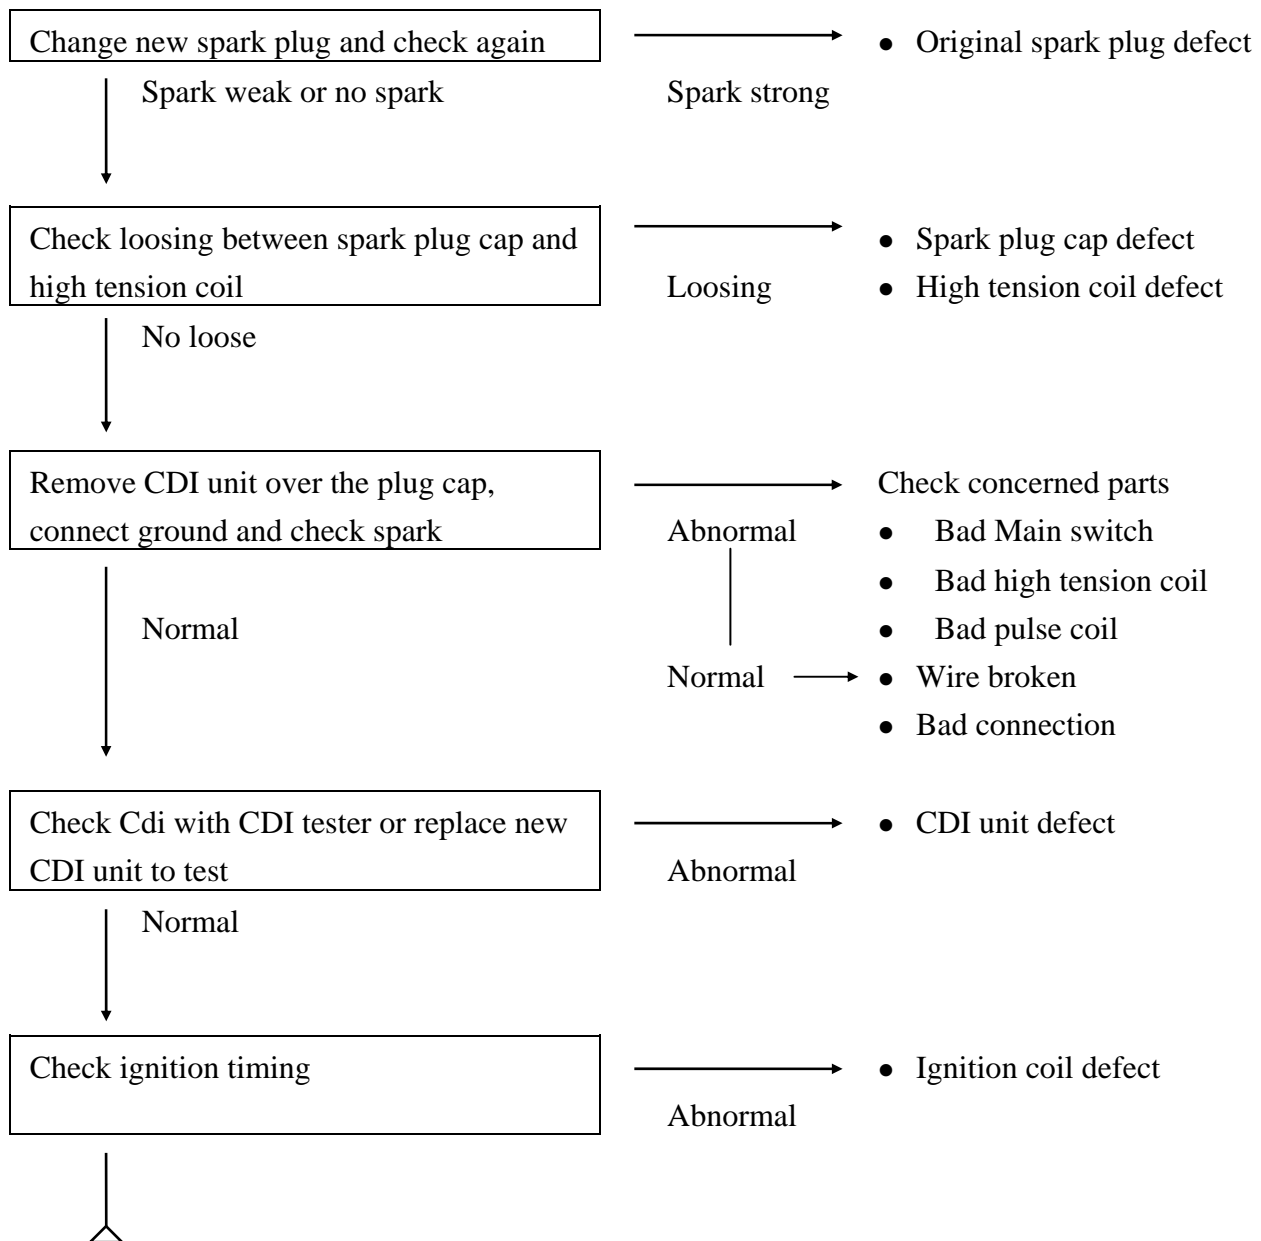 Change new spark plug and check again
● Original spark plug defect
Spark weak or no spark
Spark strong
Check loosing between spark plug cap and
● Spark plug cap defect
high tension coil
Loosing
● High tension coil defect
No loose
Remove CDI unit over the plug cap,
Check concerned parts
connect ground and check spark
Abnormal
● Bad Main switch
● Bad high tension coil
Normal
● Bad pulse coil
Normal
● Wire broken
● Bad connection
Check Cdi with CDI tester or replace new
● CDI unit defect
CDI unit to test
Abnormal
Normal
Check ignition timing
● Ignition coil defect
Abnormal